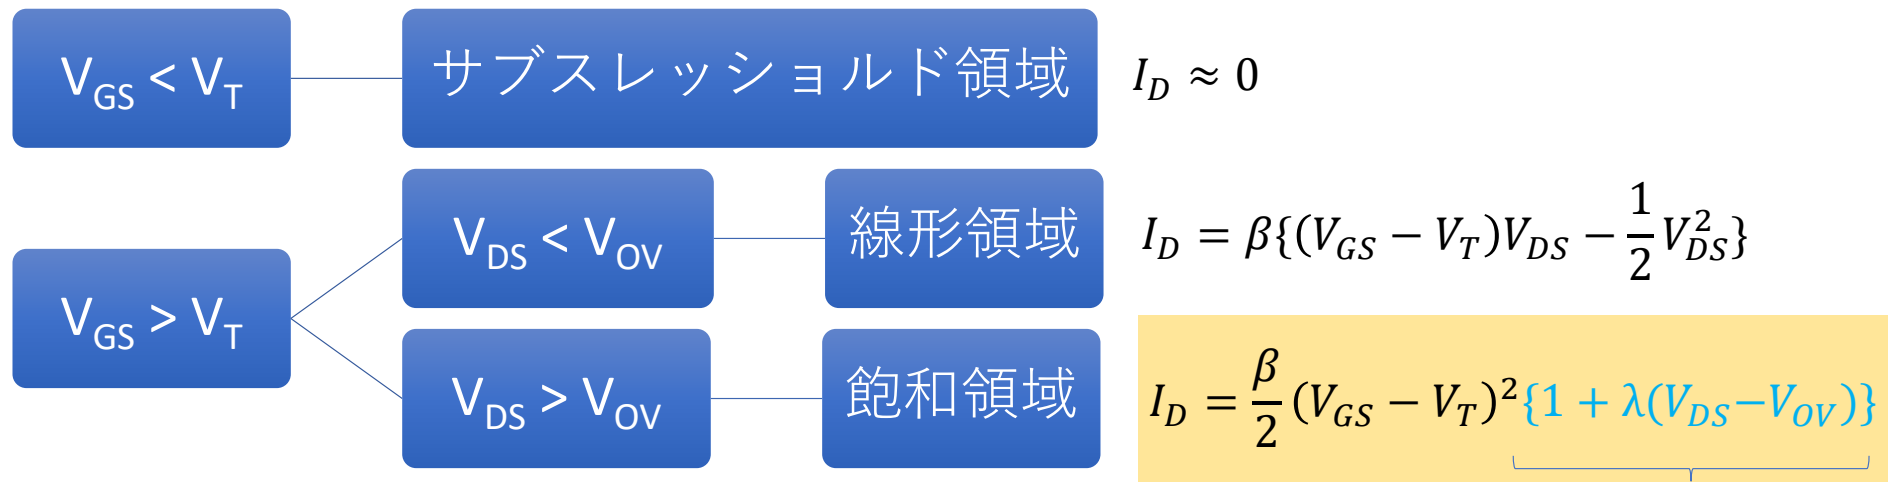 V_GS < V_T サブスレッショルド領域 I_D ≈ 0
V_DS < V_OV 線形領域 I_D = β{(V_GS − V_T)V_DS − 1/2 V_DS^2}
V_GS > V_T
V_DS > V_OV 飽和領域 I_D = β/2 (V_GS − V_T)^2{1 + λ(V_DS−V_OV)}